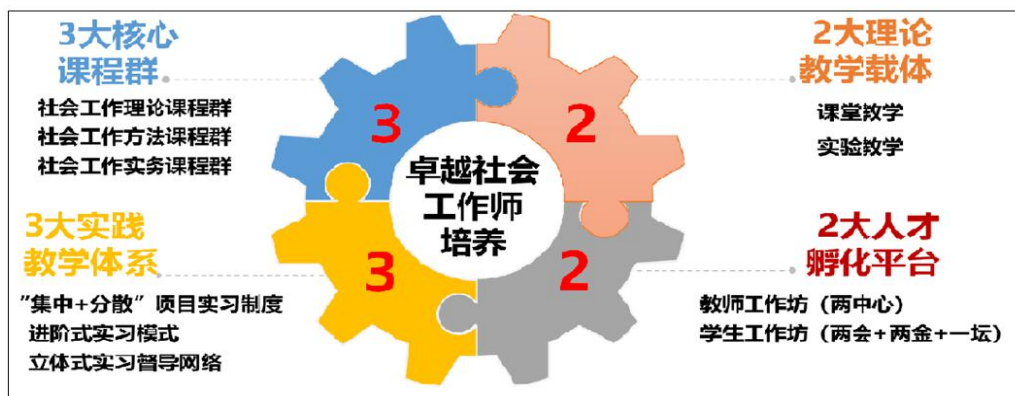 3大核心
课程群
社会工作理论课程群
社会工作方法课程群
社会工作实务课程群
3
2大理论
教学载体
课堂教学
实验教学
2
卓越社会
工作师
培养
3大实践
教学体系
"集中+分散"项目实习制度
进阶式实习模式
立体式实习督导网络
3
2大人才
孵化平台
教师工作坊（两中心）
学生工作坊（两会+两金+一坛）
2